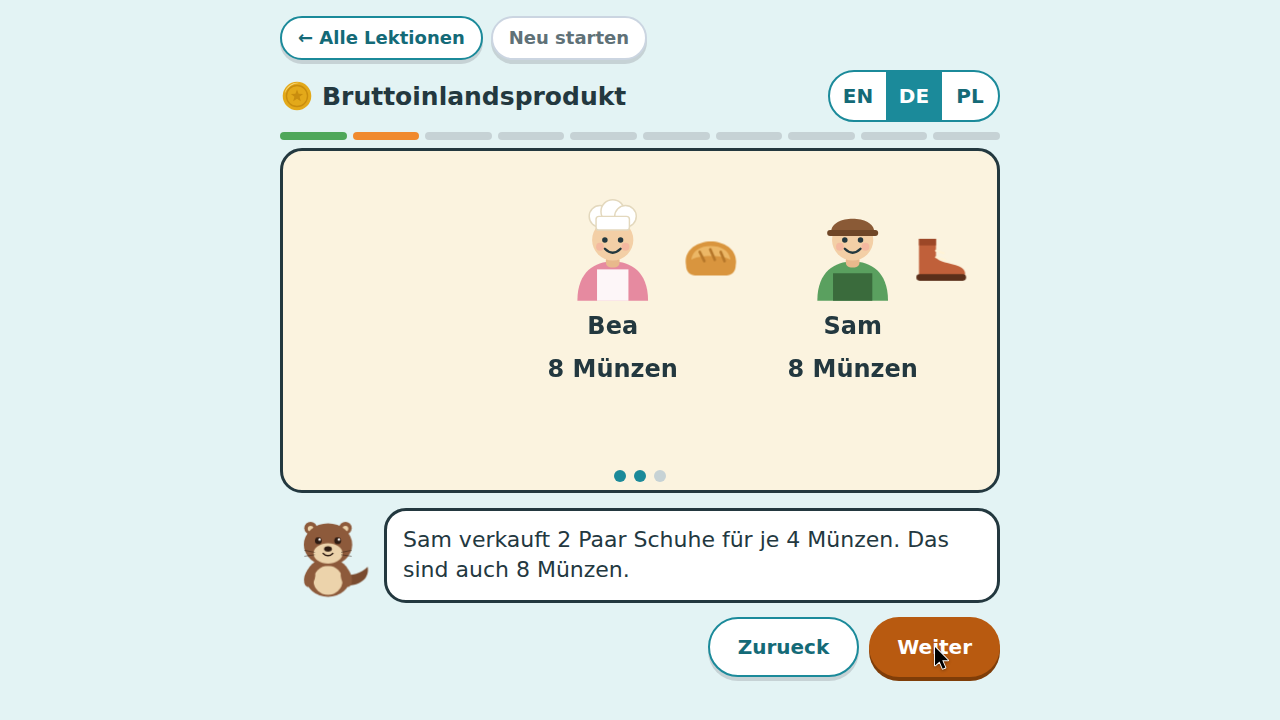 ← Alle Lektionen
Neu starten
Bruttoinlandsprodukt
EN
DE
PL
Bea
Sam
8 Münzen
8 Münzen
Sam verkauft 2 Paar Schuhe für je 4 Münzen. Das
sind auch 8 Münzen.
Zurueck
Weiter